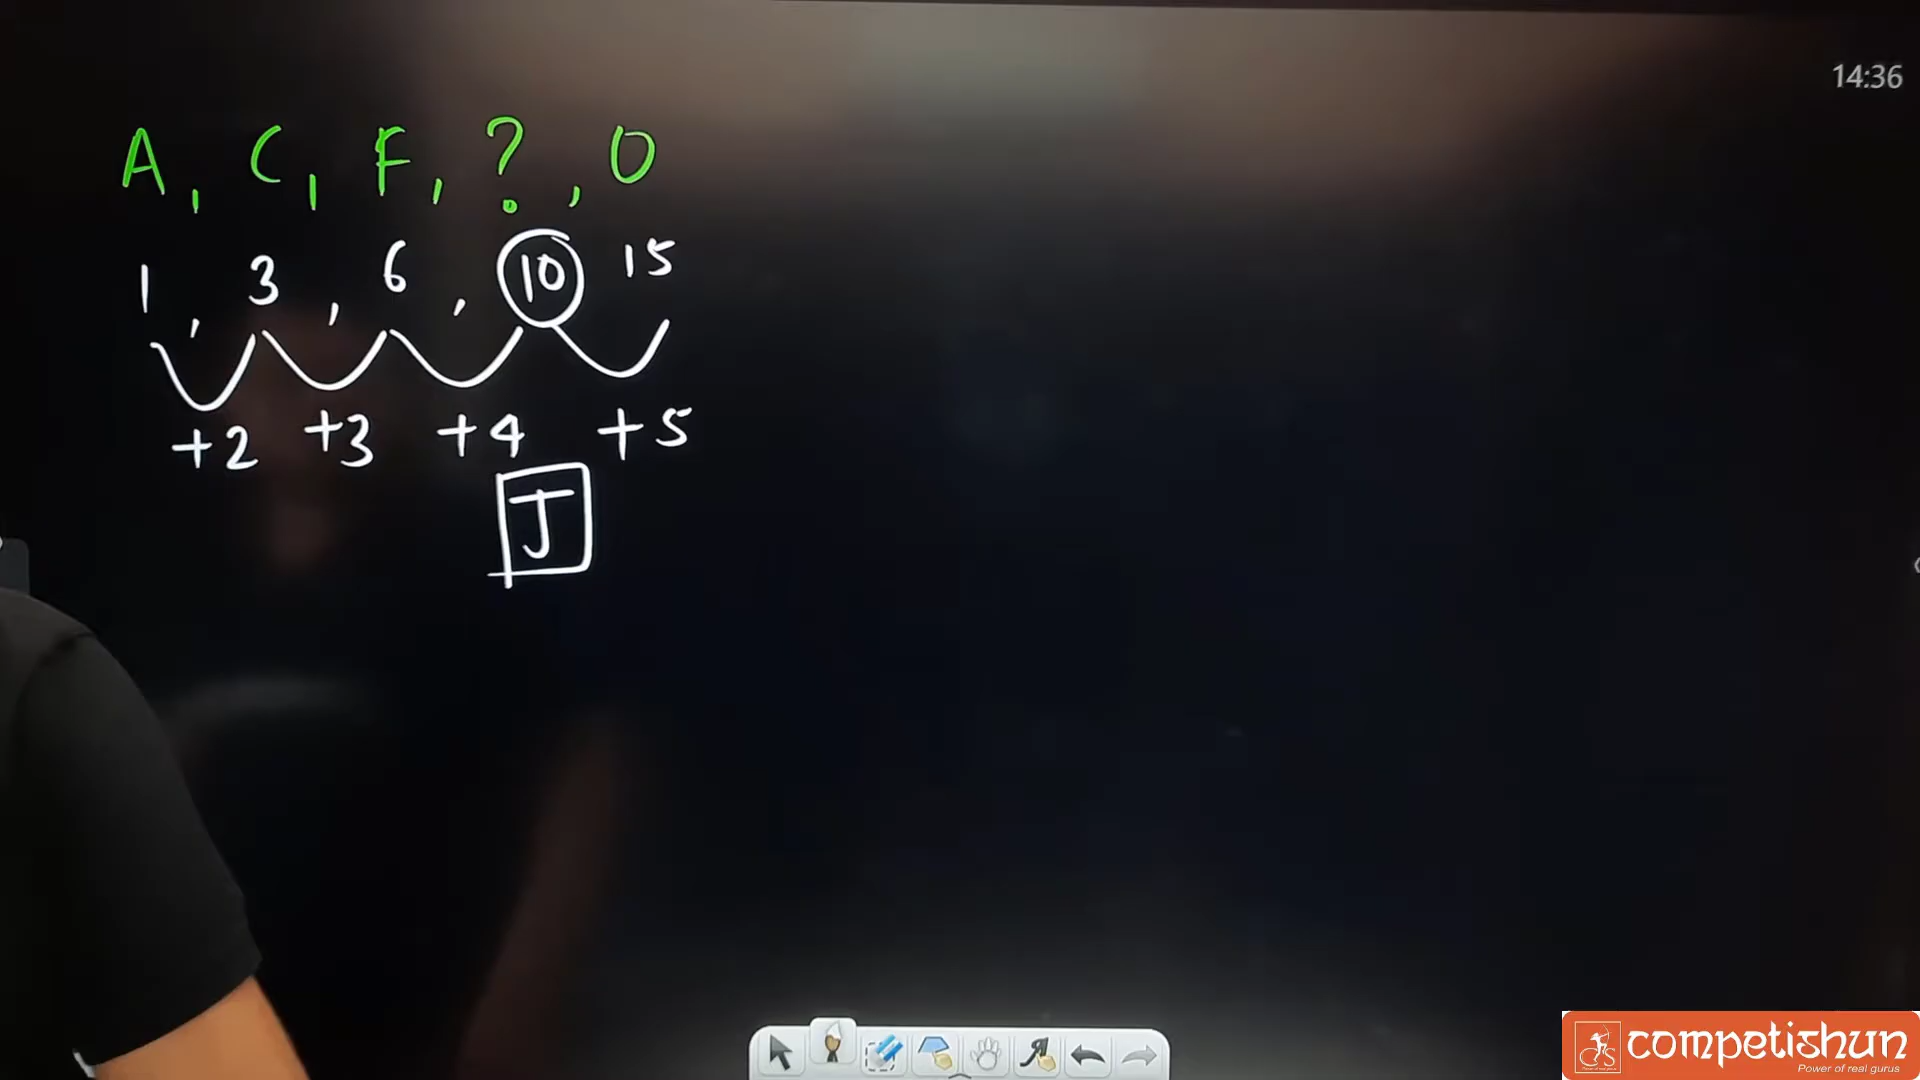 14:36
A, C, F, ?, O
1, 3, 6, 10 15
+2 +3 +4 +5
J
competishun
Power of real gurus